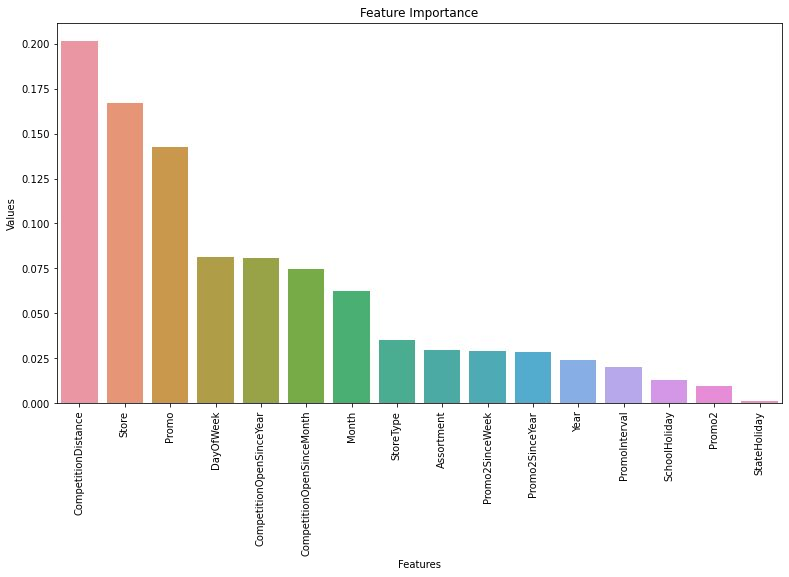 Feature Importance
Values
0.200
0.175
0.150
0.125
0.100
0.075
0.050
0.025
0.000
CompetitionDistance
Store
Promo
DayOfWeek
CompetitionOpenSinceYear
CompetitionOpenSinceMonth
Month
StoreType
Assortment
Promo2SinceWeek
Promo2SinceYear
Year
PromoInterval
SchoolHoliday
Promo2
StateHoliday
Features